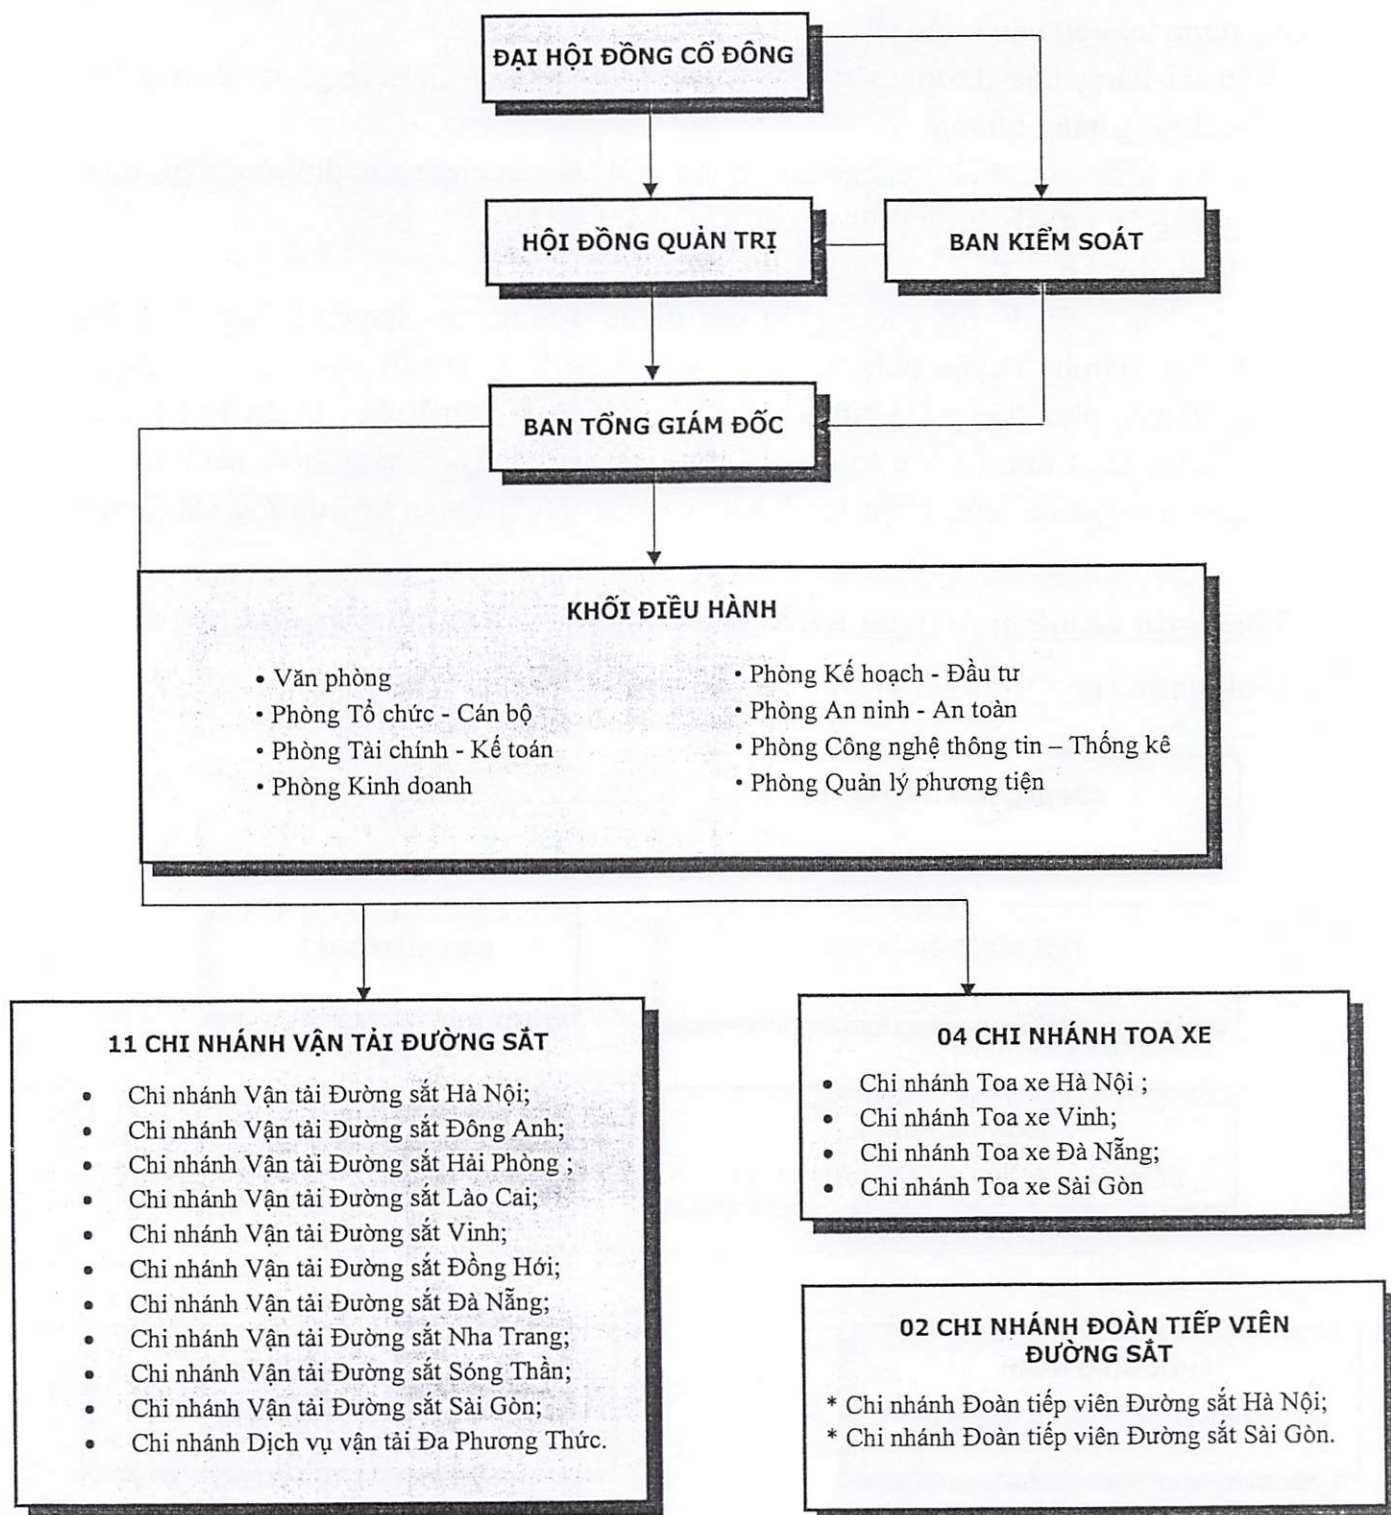 ĐẠI HỘI ĐỒNG CỔ ĐÔNG
HỘI ĐỒNG QUẢN TRỊ
BAN KIỂM SOÁT
BAN TỔNG GIÁM ĐỐC
KHỐI ĐIỀU HÀNH
• Văn phòng
• Phòng Tổ chức - Cán bộ
• Phòng Tài chính - Kế toán
• Phòng Kinh doanh
• Phòng Kế hoạch - Đầu tư
• Phòng An ninh - An toàn
• Phòng Công nghệ thông tin – Thống kê
• Phòng Quản lý phương tiện
11 CHI NHÁNH VẬN TẢI ĐƯỜNG SẮT
• Chi nhánh Vận tải Đường sắt Hà Nội;
• Chi nhánh Vận tải Đường sắt Đông Anh;
• Chi nhánh Vận tải Đường sắt Hải Phòng ;
• Chi nhánh Vận tải Đường sắt Lào Cai;
• Chi nhánh Vận tải Đường sắt Vinh;
• Chi nhánh Vận tải Đường sắt Đồng Hới;
• Chi nhánh Vận tải Đường sắt Đà Nẵng;
• Chi nhánh Vận tải Đường sắt Nha Trang;
• Chi nhánh Vận tải Đường sắt Sóng Thần;
• Chi nhánh Vận tải Đường sắt Sài Gòn;
• Chi nhánh Dịch vụ vận tải Đa Phương Thức.
04 CHI NHÁNH TOA XE
• Chi nhánh Toa xe Hà Nội ;
• Chi nhánh Toa xe Vinh;
• Chi nhánh Toa xe Đà Nẵng;
• Chi nhánh Toa xe Sài Gòn
02 CHI NHÁNH ĐOÀN TIẾP VIÊN
ĐƯỜNG SẮT
* Chi nhánh Đoàn tiếp viên Đường sắt Hà Nội;
* Chi nhánh Đoàn tiếp viên Đường sắt Sài Gòn.